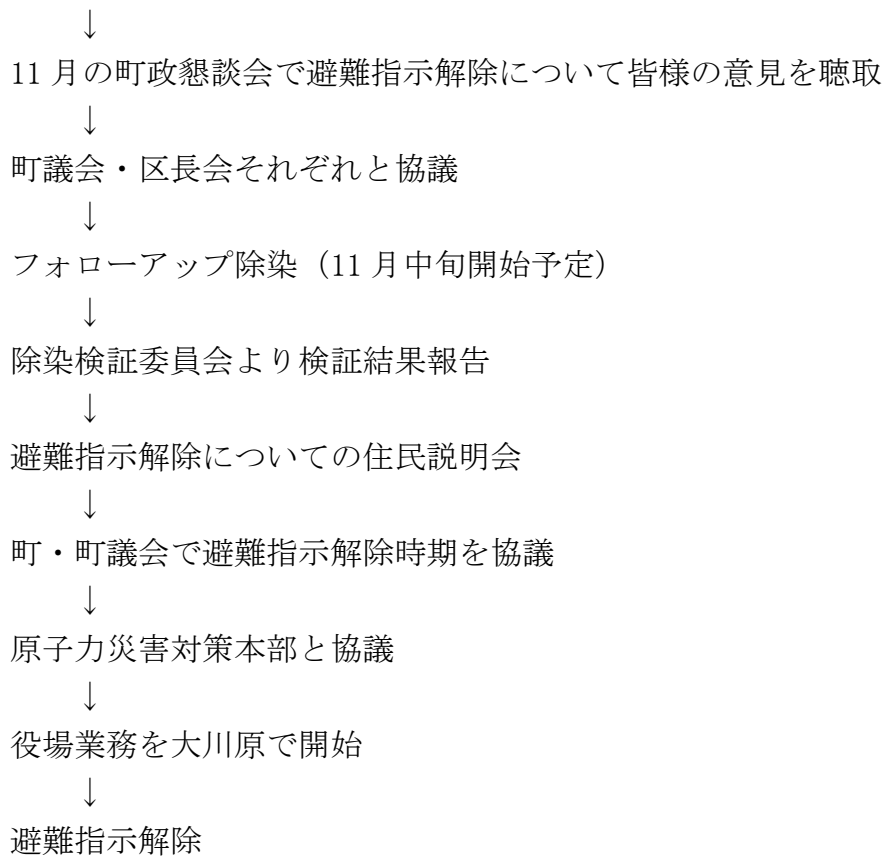 ↓
11月の町政懇談会で避難指示解除について皆様の意見を聴取
↓
町議会・区長会それぞれと協議
↓
フォローアップ除染（11月中旬開始予定）
↓
除染検証委員会より検証結果報告
↓
避難指示解除についての住民説明会
↓
町・町議会で避難指示解除時期を協議
↓
原子力災害対策本部と協議
↓
役場業務を大川原で開始
↓
避難指示解除